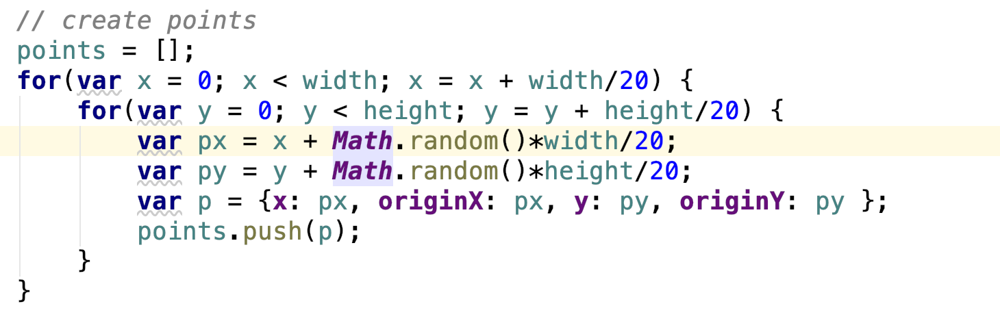 // create points
points = [];
for(var x = 0; x < width; x = x + width/20) {
    for(var y = 0; y < height; y = y + height/20) {
        var px = x + Math.random()*width/20;
        var py = y + Math.random()*height/20;
        var p = {x: px, originX: px, y: py, originY: py };
        points.push(p);
    }
}